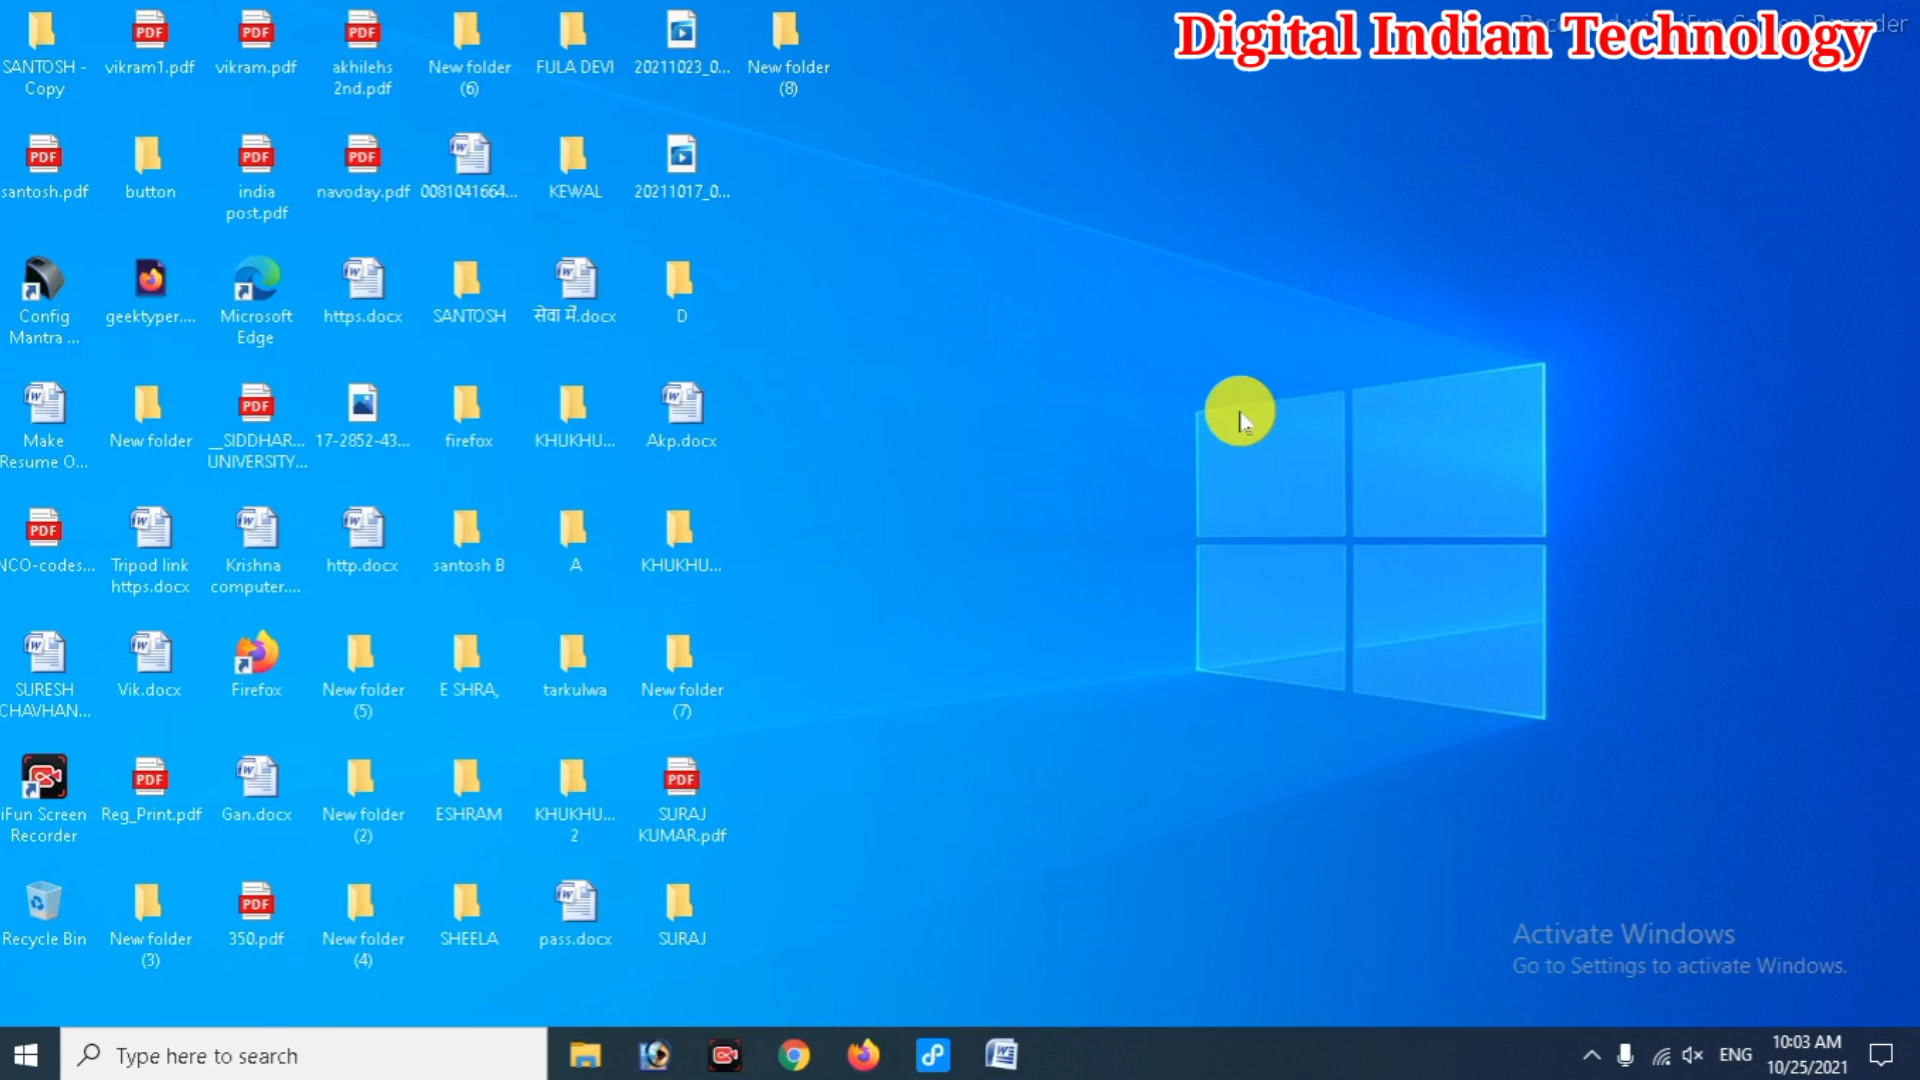 Digital Indian Technology
SANTOSH -
Copy
vikram1.pdf
vikram.pdf
akhilehs
2nd.pdf
New folder
(6)
FULA DEVI
20211023_0...
New folder
(8)
santosh.pdf
button
india
post.pdf
navoday.pdf
0081041664...
KEWAL
20211017_0...
Config
Mantra ...
geektyper....
Microsoft
Edge
https.docx
SANTOSH
सेवा में.docx
D
Make
Resume O...
New folder
__SIDDHAR...
UNIVERSITY...
17-2852-43...
firefox
KHUKHU...
Akp.docx
NCO-codes...
Tripod link
https.docx
Krishna
computer....
http.docx
santosh B
A
KHUKHU...
SURESH
CHAVHAN...
Vik.docx
Firefox
New folder
(5)
E SHRA,
tarkulwa
New folder
(7)
iFun Screen
Recorder
Reg_Print.pdf
Gan.docx
New folder
(2)
ESHRAM
KHUKHU...
2
SURAJ
KUMAR.pdf
Recycle Bin
New folder
(3)
350.pdf
New folder
(4)
SHEELA
pass.docx
SURAJ
Activate Windows
Go to Settings to activate Windows.
Type here to search
ENG
10:03 AM
10/25/2021